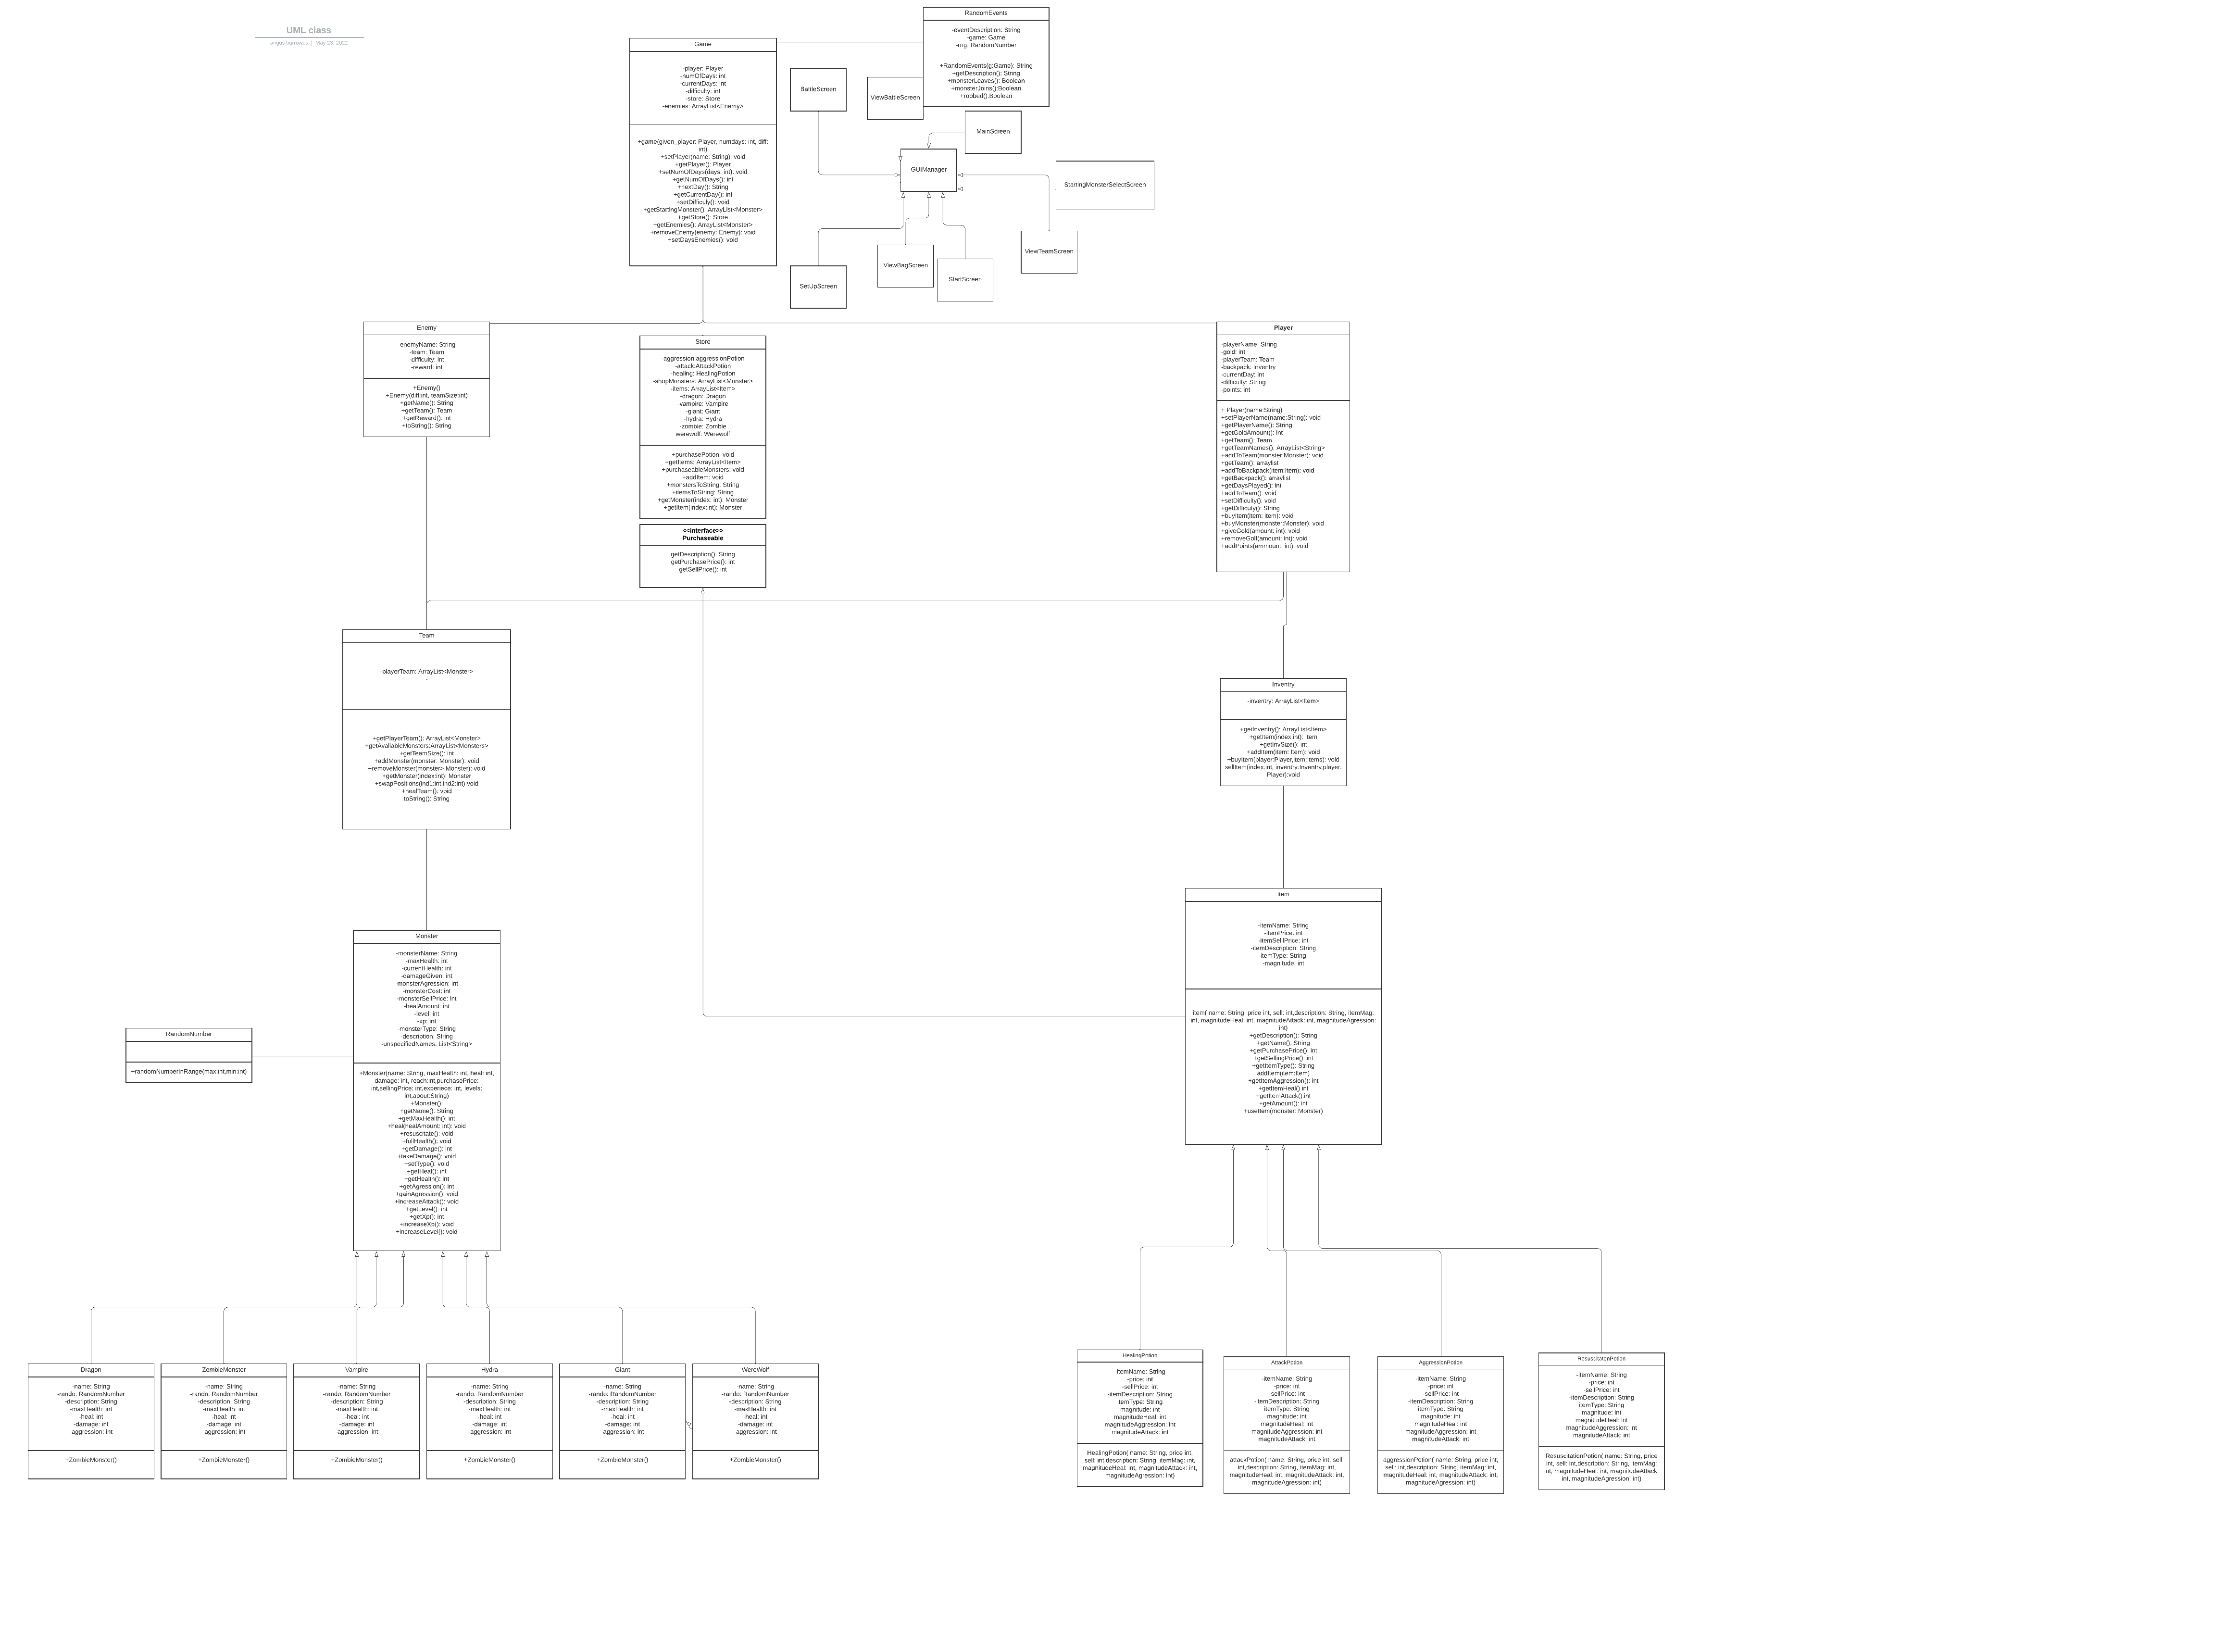 UML class
angus burrowes | May 23, 2022
RandomEvents
-eventDescription: String
-game: Game
-rng: RandomNumber
+RandomEvents(g:Game): String
+getDescription(): String
+monsterLeaves(): Boolean
+monsterJoins():Boolean
+robbed():Boolean
Game
-player: Player
-numOfDays: int
-currentDays: int
-difficulty: int
-store: Store
-enemies: ArrayList<Enemy>
+game(given_player: Player, numdays: int, diff:
int)
+setPlayer(name: String): void
+getPlayer(): Player
+setNumOfDays(days: int): void
+getNumOfDays(): int
+nextDay(): String
+getCurrentDay(): int
+setDifficuly(): void
+getStartingMonster(): ArrayList<Monster>
+getStore(): Store
+getEnemies(): ArrayList<Monster>
+removeEnemy(enemy: Enemy): void
+setDaysEnemies(): void
BattleScreen
ViewBattleScreen
MainScreen
GUIManager
StartingMonsterSelectScreen
ViewTeamScreen
ViewBagScreen
StartScreen
SetUpScreen
Enemy
-enemyName: String
-team: Team
-difficulty: int
-reward: int
+Enemy()
+Enemy(diff:int, teamSize:int)
+getName(): String
+getTeam(): Team
+getReward(): int
+toString(): String
Store
-aggression:aggressionPotion
-attack:AttackPotion
-healing: HealingPotion
-shopMonsters: ArrayList<Monster>
-items: ArrayList<Item>
-dragon: Dragon
-vampire: Vampire
-giant: Giant
-hydra: Hydra
-zombie: Zombie
werewolf: Werewolf
+purchasePotion: void
+getItems: ArrayList<Item>
+purchaseableMonsters: void
+addItem: void
+monstersToString: String
+itemsToString: String
+getMonster(index: int): Monster
+getItem(index:int): Monster
<<interface>>
Purchaseable
getDescription(): String
getPurchasePrice(): int
getSellPrice(): int
Player
-playerName: String
-gold: int
-playerTeam: Team
-backpack: Inventry
-currentDay: int
-difficulty: String
-points: int
+ Player(name:String)
+setPlayerName(name:String): void
+getPlayerName(): String
+getGoldAmount(): int
+getTeam(): Team
+getTeamNames(): ArrayList<String>
+addToTeam(monster:Monster): void
+getTeam(): arraylist
+addToBackpack(item:Item): void
+getBackpack(): arraylist
+getDaysPlayed(): int
+addToTeam(): void
+setDifficulty(): void
+getDifficuty(): String
+buyItem(item: item): void
+buyMonster(monster:Monster): void
+giveGold(amount: int): void
+removeGolf(amount: int): void
+addPoints(ammount: int): void
Team
-playerTeam: ArrayList<Monster>
-
+getPlayerTeam(): ArrayList<Monster>
+getAvaliableMonsters:ArrayList<Monsters>
+getTeamSize(): int
+addMonster(monster: Monster): void
+removeMonster(monster> Monster): void
+getMonster(index:int): Monster
+swapPositions(ind1:int,ind2:int):void
+healTeam(); void
toString(): String
Inventry
-inventry: ArrayList<Item>
-
+getInventry(): ArrayList<Item>
+getItem(index:int): Item
+getInvSize(): int
+addItem(item: Item): void
+buyItem(player:Player,item:Items): void
sellItem(index:int, inventry:Inventry,player:
Player):void
Item
-itemName: String
-itemPrice: int
-itemSellPrice: int
-itemDescription: String
itemType: String
-magnitude: int
item( name: String, price int, sell: int,description: String, itemMag:
int, magnitudeHeal: int, magnitudeAttack: int, magnitudeAgression:
int)
+getDescription(): String
+getName(): String
+getPurchasePrice(): int
+getSellingPrice(): int
+getItemType(): String
addItem(item:Item)
+getItemAggression(): int
+getItemHeal() int
+getItemAttack():int
+getAmount(): int
+useItem(monster: Monster)
Monster
-monsterName: String
-maxHealth; int
-currentHealth: int
-damageGiven: int
-monsterAgression: int
-monsterCost: int
-monsterSellPrice: int
-healAmount: int
-level: int
-xp: int
-monsterType: String
-description: String
-unspecifiedNames: List<String>
+Monster(name: String, maxHealth: int, heal: int,
damage: int, reach:int,purchasePrice:
int,sellingPrice: int,experiece: int, levels:
int,about:String)
+Monster():
+getName(): String
+getMaxHealth(): int
+heal(healAmount: int): void
+resuscitate(): void
+fullHealth(): void
+getDamage(): int
+takeDamage(): void
+setType(): void
+getHeal(): int
+getHealth(): int
+getAgression(): int
+gainAgression(): void
+increaseAttack(): void
+getLevel(): int
+getXp(): int
+increaseXp(): void
+increaseLevel(): void
RandomNumber
+randomNumberInRange(max:int,min:int)
Dragon
-name: String
-rando: RandomNumber
-description: String
-maxHealth: int
-heal: int
-damage: int
-aggression: int
+ZombieMonster()
ZombieMonster
-name: String
-rando: RandomNumber
-description: String
-maxHealth: int
-heal: int
-damage: int
-aggression: int
+ZombieMonster()
Vampire
-name: String
-rando: RandomNumber
-description: String
-maxHealth: int
-heal: int
-damage: int
-aggression: int
+ZombieMonster()
Hydra
-name: String
-rando: RandomNumber
-description: String
-maxHealth: int
-heal: int
-damage: int
-aggression: int
+ZombieMonster()
Giant
-name: String
-rando: RandomNumber
-description: String
-maxHealth: int
-heal: int
-damage: int
-aggression: int
+ZombieMonster()
WereWolf
-name: String
-rando: RandomNumber
-description: String
-maxHealth: int
-heal: int
-damage: int
-aggression: int
+ZombieMonster()
HealingPotion
-itemName: String
-price: int
-sellPrice: int
-itemDescription: String
itemType: String
magnitude: int
magnitudeHeal: int
magnitudeAggression: int
magnitudeAttack: int
HealingPotion( name: String, price int,
sell: int,description: String, itemMag: int,
magnitudeHeal: int, magnitudeAttack: int,
magnitudeAgression: int)
AttackPotion
-itemName: String
-price: int
-sellPrice: int
-itemDescription: String
itemType: String
magnitude: int
magnitudeHeal: int
magnitudeAggression: int
magnitudeAttack: int
attackPotion( name: String, price int, sell:
int,description: String, itemMag: int,
magnitudeHeal: int, magnitudeAttack: int,
magnitudeAgression: int)
AggressionPotion
-itemName: String
-price: int
-sellPrice: int
-itemDescription: String
itemType: String
magnitude: int
magnitudeHeal: int
magnitudeAggression: int
magnitudeAttack: int
aggressionPotion( name: String, price int,
sell: int,description: String, itemMag: int,
magnitudeHeal: int, magnitudeAttack: int,
magnitudeAgression: int)
ResuscitatonPotion
-itemName: String
-price: int
-sellPrice: int
-itemDescription: String
itemType: String
magnitude: int
magnitudeHeal: int
magnitudeAggression: int
magnitudeAttack: int
ResuscitationPotion( name: String, price
int, sell: int,description: String, itemMag:
int, magnitudeHeal: int, magnitudeAttack:
int, magnitudeAgression: int)